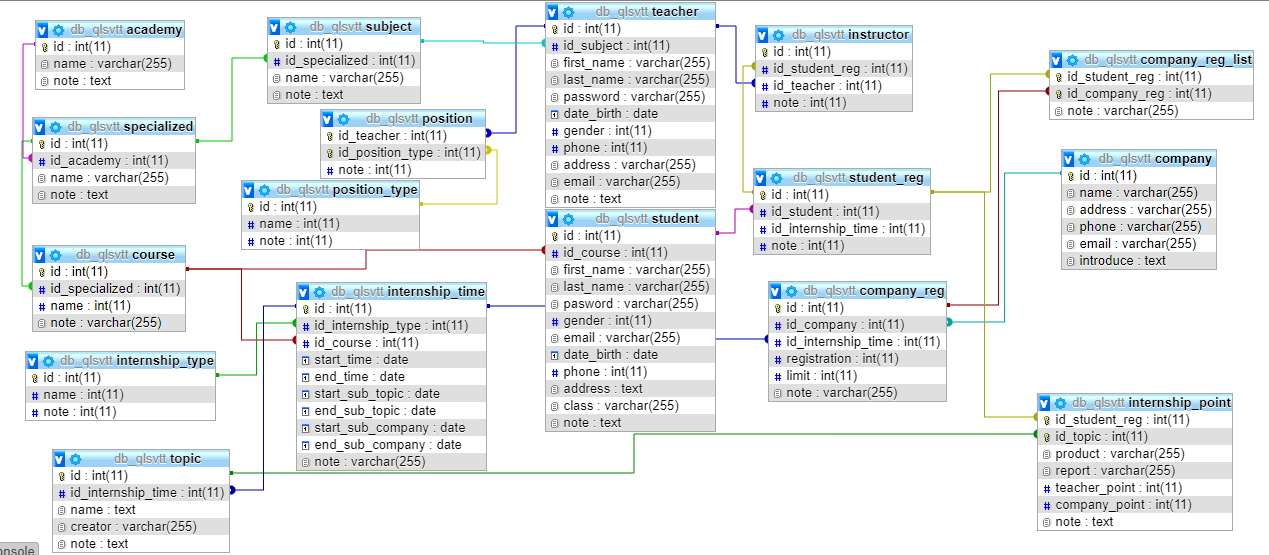 db_qlsvtt academy
id : int(11)
name : varchar(255)
note : text
db_qlsvtt subject
id : int(11)
id_specialized : int(11)
name : varchar(255)
note : text
db_qlsvtt teacher
id : int(11)
id_subject : int(11)
first_name : varchar(255)
last_name : varchar(255)
password : varchar(255)
date_birth : date
gender : int(11)
phone : int(11)
address : varchar(255)
email : varchar(255)
note : text
db_qlsvtt instructor
id : int(11)
id_student_reg : int(11)
id_teacher : int(11)
note : int(11)
db_qlsvtt company_reg_list
id_student_reg : int(11)
id_company_reg : int(11)
note : varchar(255)
db_qlsvtt specialized
id : int(11)
id_academy : int(11)
name : varchar(255)
note : text
db_qlsvtt position
id_teacher : int(11)
id_position_type : int(11)
note : int(11)
db_qlsvtt position_type
id : int(11)
name : int(11)
note : int(11)
db_qlsvtt student_reg
id : int(11)
id_student : int(11)
id_internship_time : int(11)
note : int(11)
db_qlsvtt company
id : int(11)
name : varchar(255)
address : varchar(255)
phone : varchar(255)
email : varchar(255)
introduce : text
db_qlsvtt student
id : int(11)
id_course : int(11)
first_name : varchar(255)
last_name : varchar(255)
pasword : varchar(255)
gender : int(11)
email : varchar(255)
date_birth : date
phone : int(11)
address : text
class : varchar(255)
note : text
db_qlsvtt course
id : int(11)
id_specialized : int(11)
name : int(11)
note : varchar(255)
db_qlsvtt internship_time
id : int(11)
id_internship_type : int(11)
id_course : int(11)
start_time : date
end_time : date
start_sub_topic : date
end_sub_topic : date
start_sub_company : date
end_sub_company : date
note : varchar(255)
db_qlsvtt company_reg
id : int(11)
id_company : int(11)
id_internship_time : int(11)
registration : int(11)
limit : int(11)
note : varchar(255)
db_qlsvtt internship_type
id : int(11)
name : int(11)
note : int(11)
db_qlsvtt internship_point
id_student_reg : int(11)
id_topic : int(11)
product : varchar(255)
report : varchar(255)
teacher_point : int(11)
company_point : int(11)
note : text
db_qlsvtt topic
id : int(11)
id_internship_time : int(11)
name : text
creator : varchar(255)
note : text
onsole